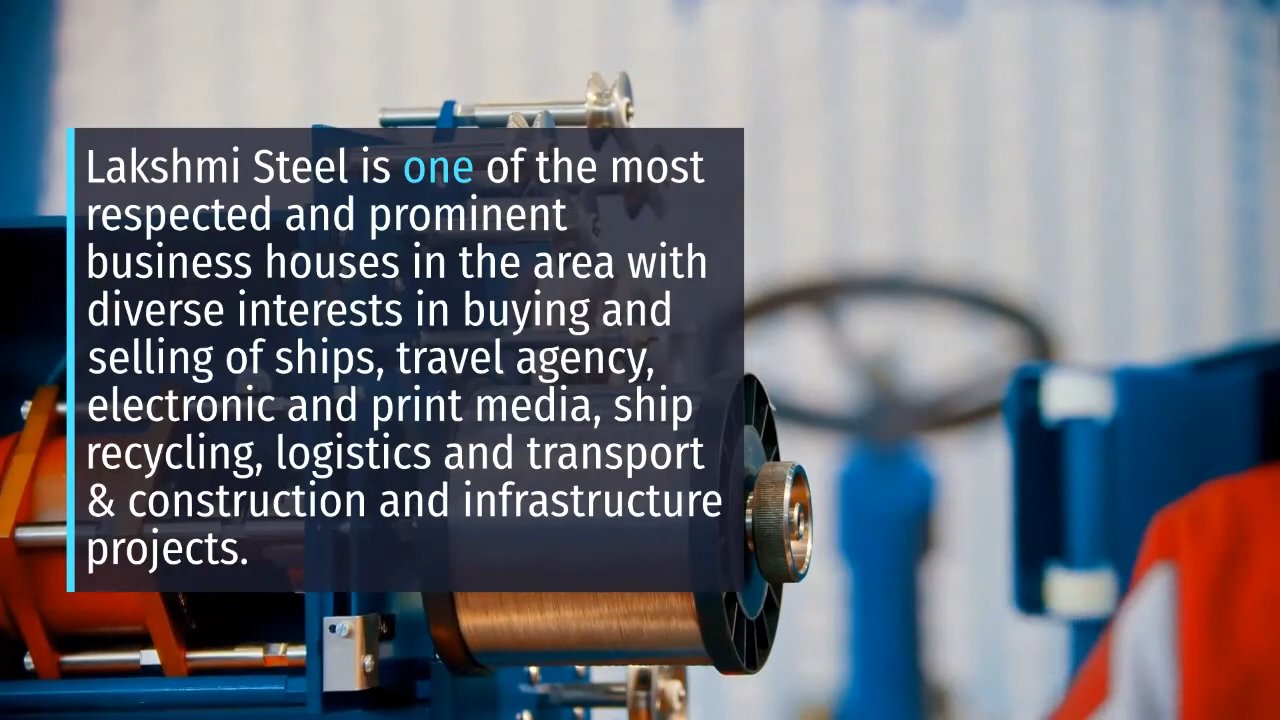 Lakshmi Steel is one of the most
respected and prominent
business houses in the area with
diverse interests in buying and
selling of ships, travel agency,
electronic and print media, ship
recycling, logistics and transport
& construction and infrastructure
projects.